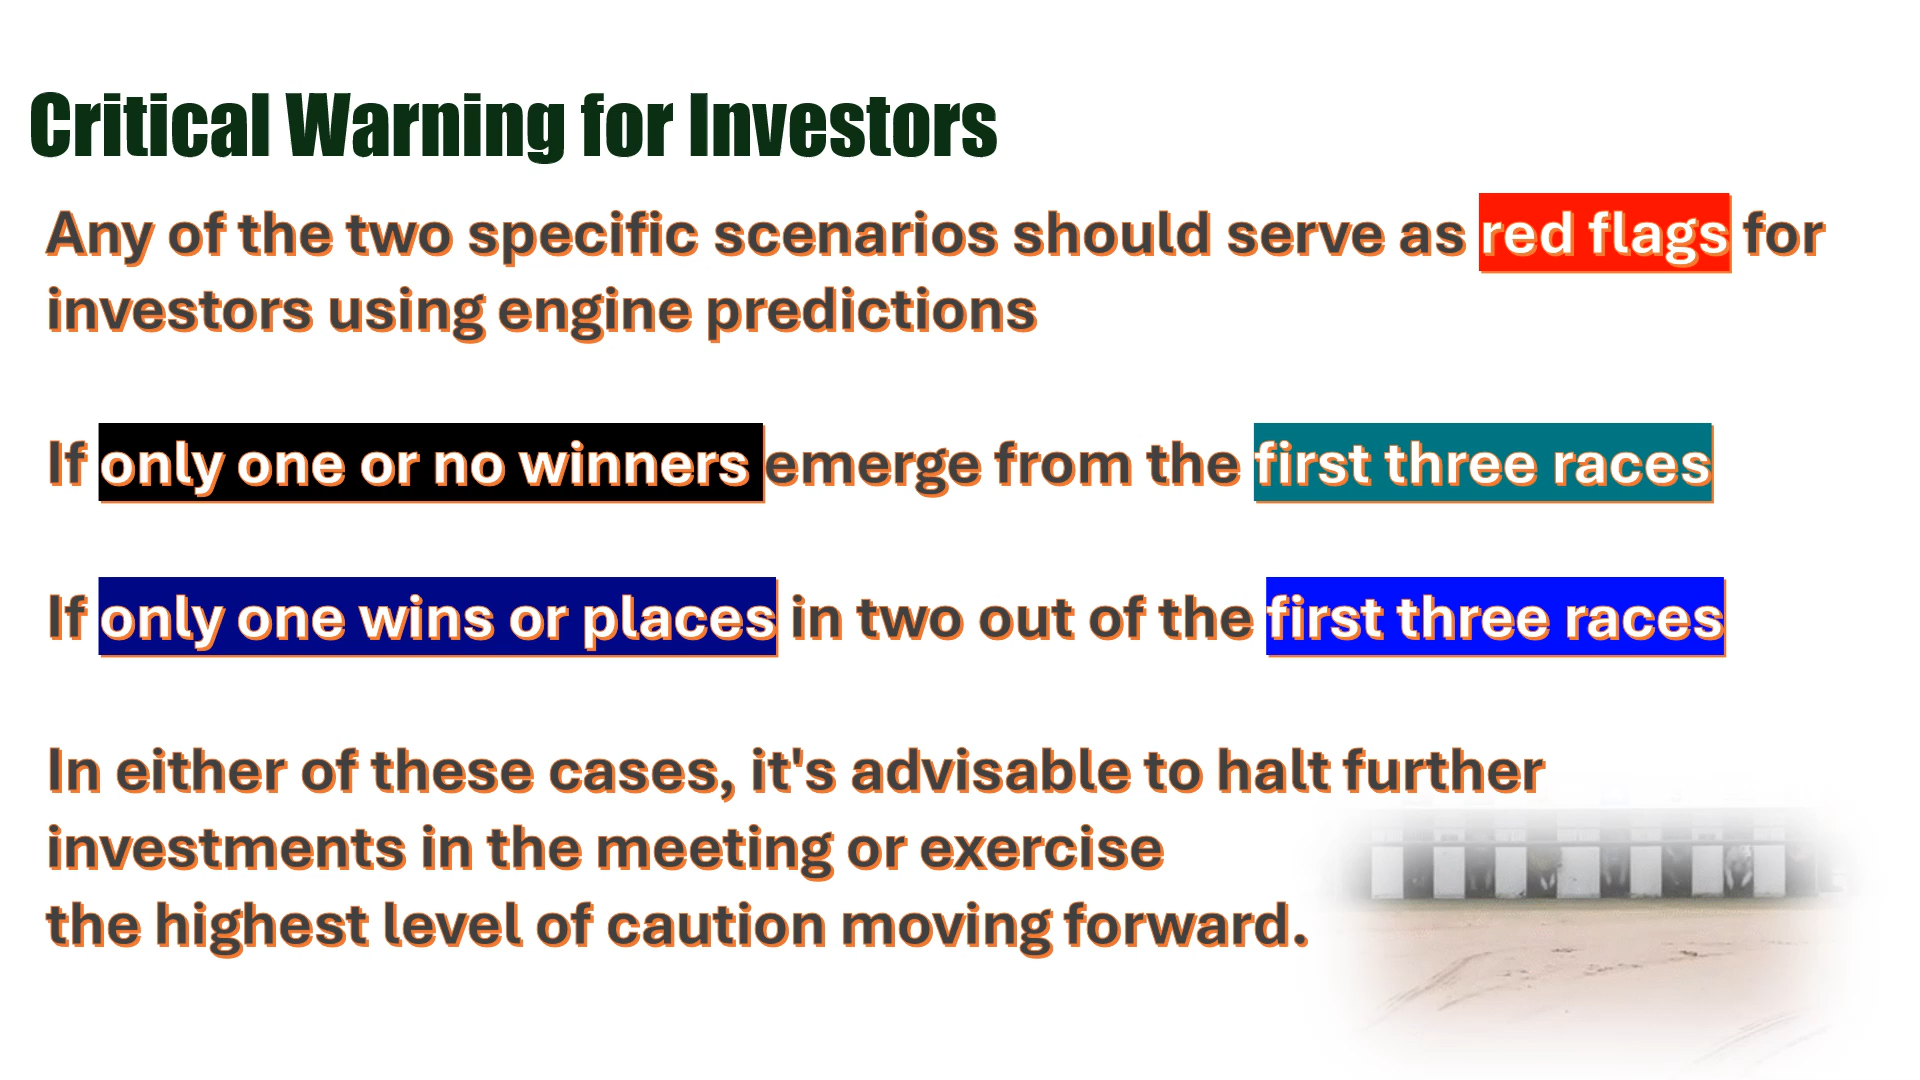 Critical Warning for Investors
Any of the two specific scenarios should serve as red flags for
investors using engine predictions
If only one or no winners emerge from the first three races
If only one wins or places in two out of the first three races
In either of these cases, it's advisable to halt further
investments in the meeting or exercise
the highest level of caution moving forward.